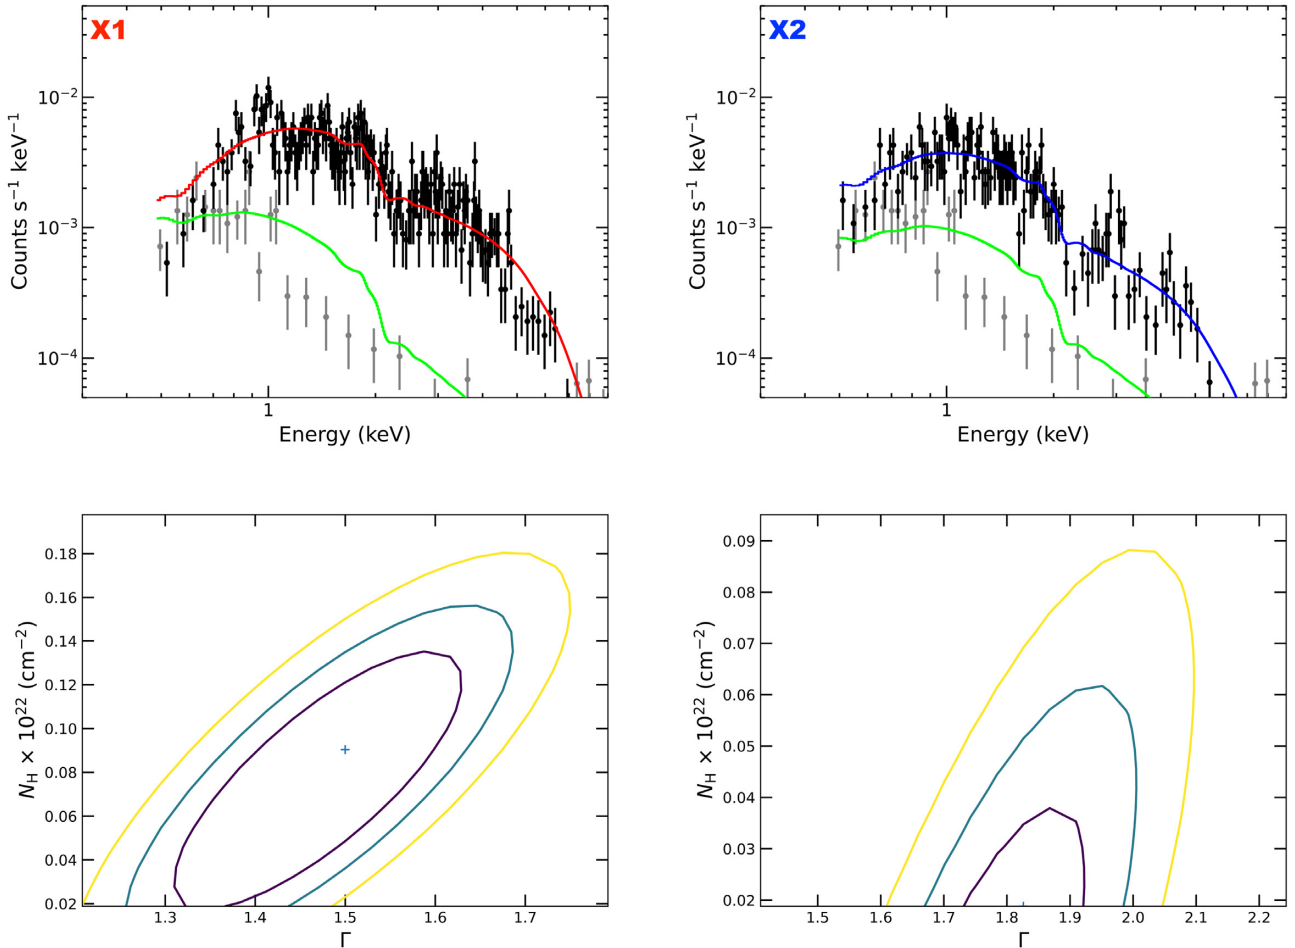 X1
10⁻²
10⁻³
10⁻⁴
Counts s⁻¹ keV⁻¹
1
Energy (keV)
X2
10⁻²
10⁻³
10⁻⁴
Counts s⁻¹ keV⁻¹
1
Energy (keV)
0.18
0.16
0.14
0.12
0.10
0.08
0.06
0.04
0.02
N_H × 10²² (cm⁻²)
1.3 1.4 1.5 1.6 1.7
Γ
0.09
0.08
0.07
0.06
0.05
0.04
0.03
0.02
N_H × 10²² (cm⁻²)
1.5 1.6 1.7 1.8 1.9 2.0 2.1 2.2
Γ